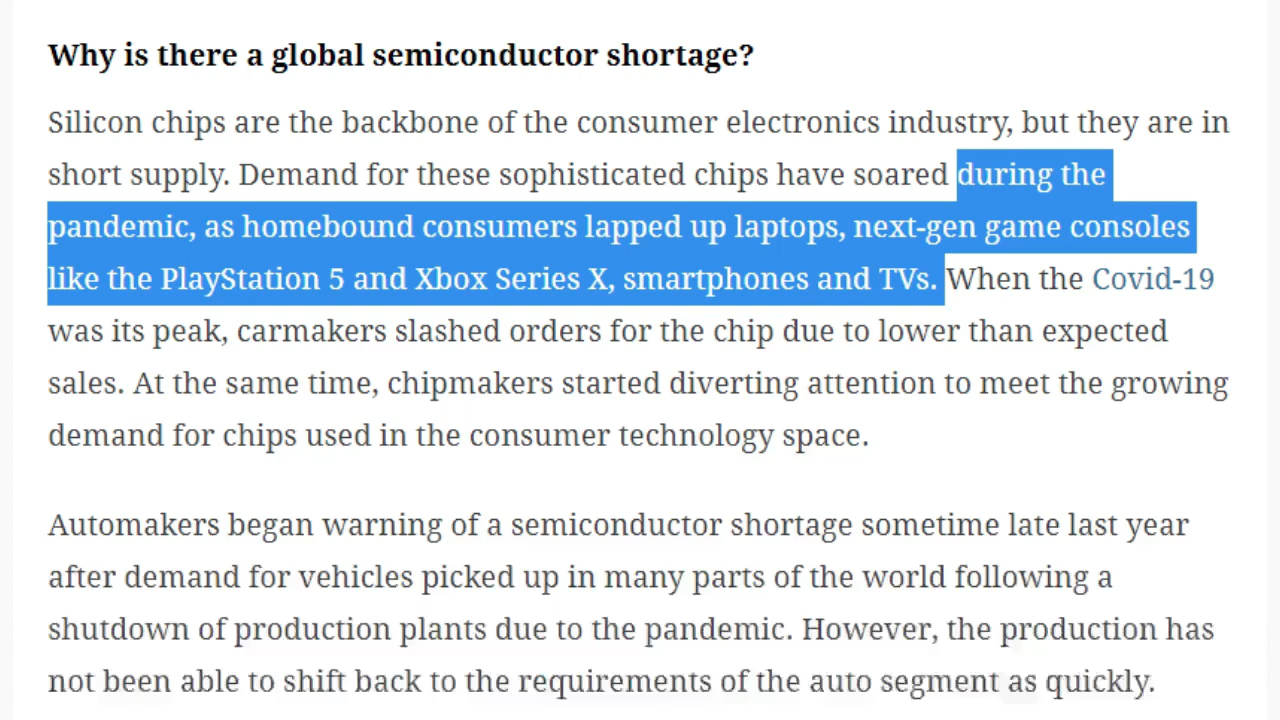 Why is there a global semiconductor shortage?
Silicon chips are the backbone of the consumer electronics industry, but they are in
short supply. Demand for these sophisticated chips have soared during the
pandemic, as homebound consumers lapped up laptops, next-gen game consoles
like the PlayStation 5 and Xbox Series X, smartphones and TVs. When the Covid-19
was its peak, carmakers slashed orders for the chip due to lower than expected
sales. At the same time, chipmakers started diverting attention to meet the growing
demand for chips used in the consumer technology space.
Automakers began warning of a semiconductor shortage sometime late last year
after demand for vehicles picked up in many parts of the world following a
shutdown of production plants due to the pandemic. However, the production has
not been able to shift back to the requirements of the auto segment as quickly.